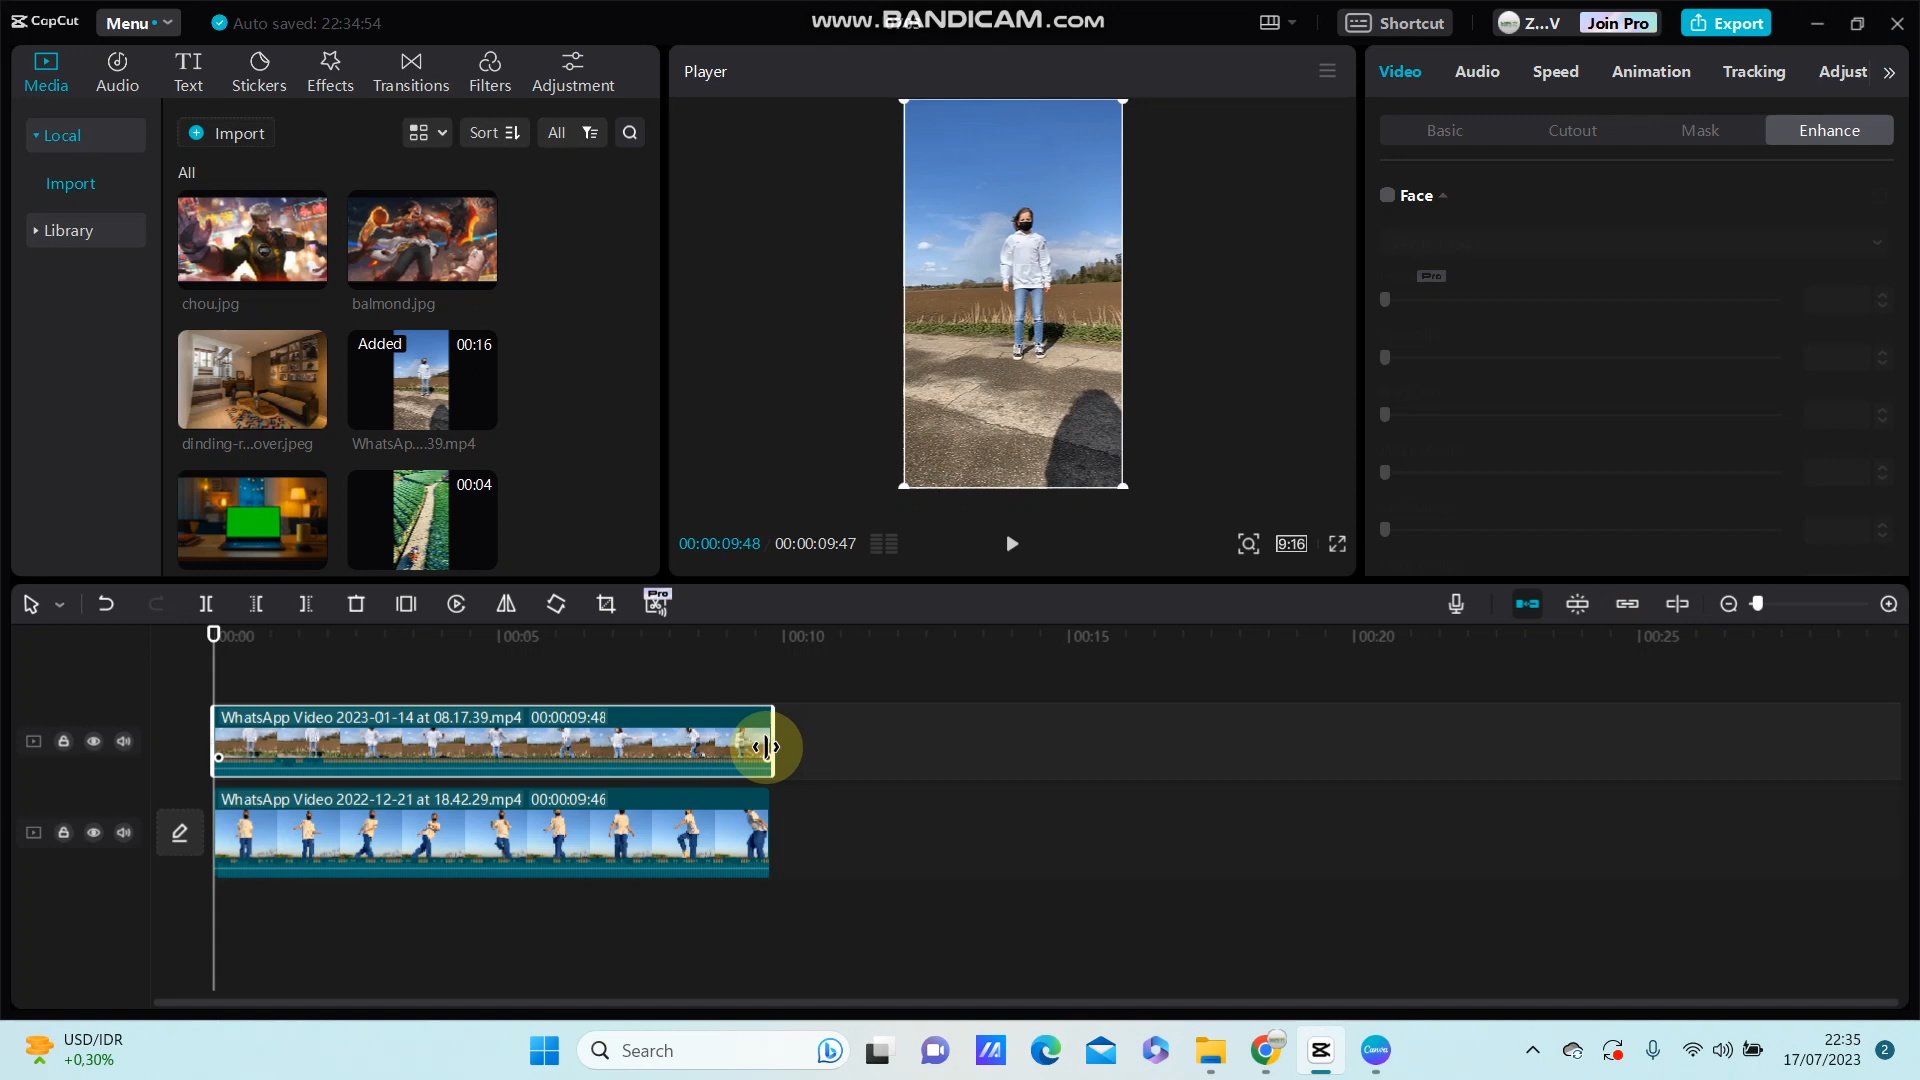 CapCut
Menu
Auto saved: 22:34:54
www.BANDICAM.com
Shortcut
Z...V
Join Pro
Export
Media
Audio
Text
Stickers
Effects
Transitions
Filters
Adjustment
Player
Video
Audio
Speed
Animation
Tracking
Adjust
Local
Import
Sort
All
Basic
Cutout
Mask
Enhance
All
Import
Library
Face
Pro
chou.jpg
balmond.jpg
Added
00:16
dinding-r...over.jpeg
WhatsAp....39.mp4
00:04
00:00:09:48
00:00:09:47
9:16
Pro
00:00
00:05
00:10
00:15
00:20
00:25
WhatsApp Video 2023-01-14 at 08.17.39.mp4 00:00:09:48
WhatsApp Video 2022-12-21 at 18.42.29.mp4 00:00:09:46
USD/IDR
+0,30%
Search
Canva
22:35
17/07/2023
2